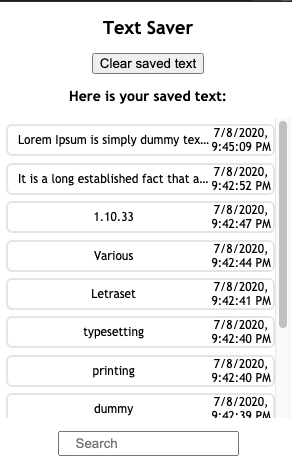 Text Saver
Clear saved text
Here is your saved text:
Lorem Ipsum is simply dummy tex... 7/8/2020, 9:45:09 PM
It is a long established fact that a... 7/8/2020, 9:42:52 PM
1.10.33 7/8/2020, 9:42:47 PM
Various 7/8/2020, 9:42:44 PM
Letraset 7/8/2020, 9:42:41 PM
typesetting 7/8/2020, 9:42:40 PM
printing 7/8/2020, 9:42:40 PM
dummy 7/8/2020, 9:42:39 PM
Search